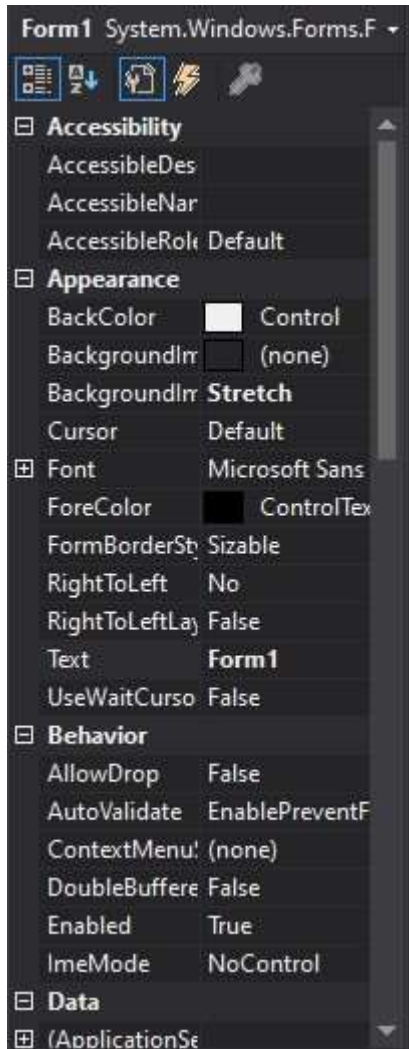 Form1 System.Windows.Forms.F
Accessibility
AccessibleDes
AccessibleNar
AccessibleRole Default
Appearance
BackColor Control
BackgroundIm (none)
BackgroundIm Stretch
Cursor Default
Font Microsoft Sans
ForeColor ControlTex
FormBorderSty Sizable
RightToLeft No
RightToLeftLay False
Text Form1
UseWaitCurso False
Behavior
AllowDrop False
AutoValidate EnablePreventF
ContextMenuS (none)
DoubleBuffere False
Enabled True
ImeMode NoControl
Data
(ApplicationSe